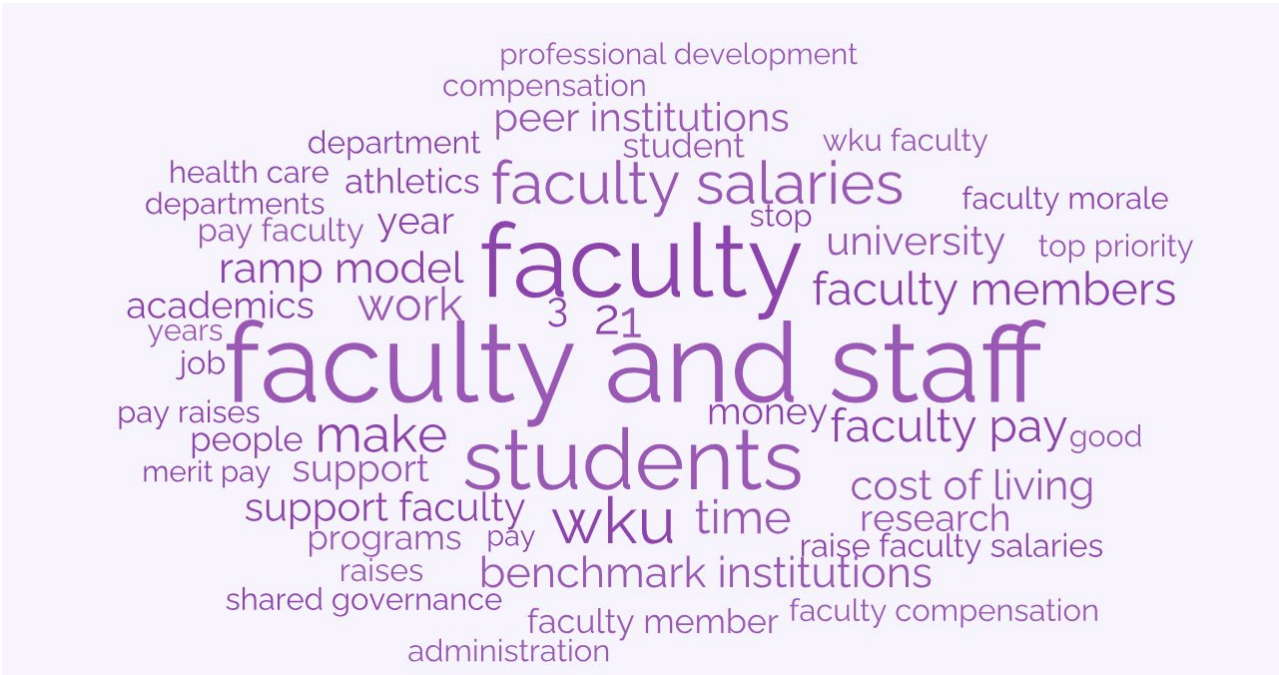 professional development
compensation
peer institutions
department
student
wku faculty
health care
athletics
faculty salaries
faculty morale
departments
stop
pay faculty
year
faculty
university
top priority
ramp model
faculty members
academics
work
3
21
years
faculty and staff
job
pay raises
money
faculty pay
good
people
make
students
merit pay
support
cost of living
support faculty
wku
time
research
programs
pay
raise faculty salaries
raises
benchmark institutions
shared governance
faculty member
faculty compensation
administration